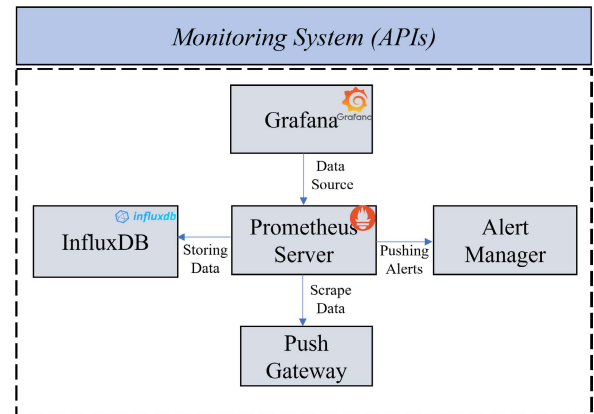 Monitoring System (APIs)
Grafana
Grafana
Data
Source
influxdb
InfluxDB
Storing
Data
Prometheus
Server
Pushing
Alerts
Alert
Manager
Scrape
Data
Push
Gateway